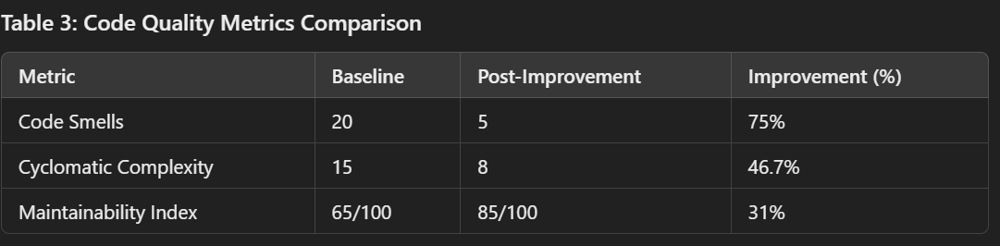 Table 3: Code Quality Metrics Comparison
Metric Baseline Post-Improvement Improvement (%)
Code Smells 20 5 75%
Cyclomatic Complexity 15 8 46.7%
Maintainability Index 65/100 85/100 31%